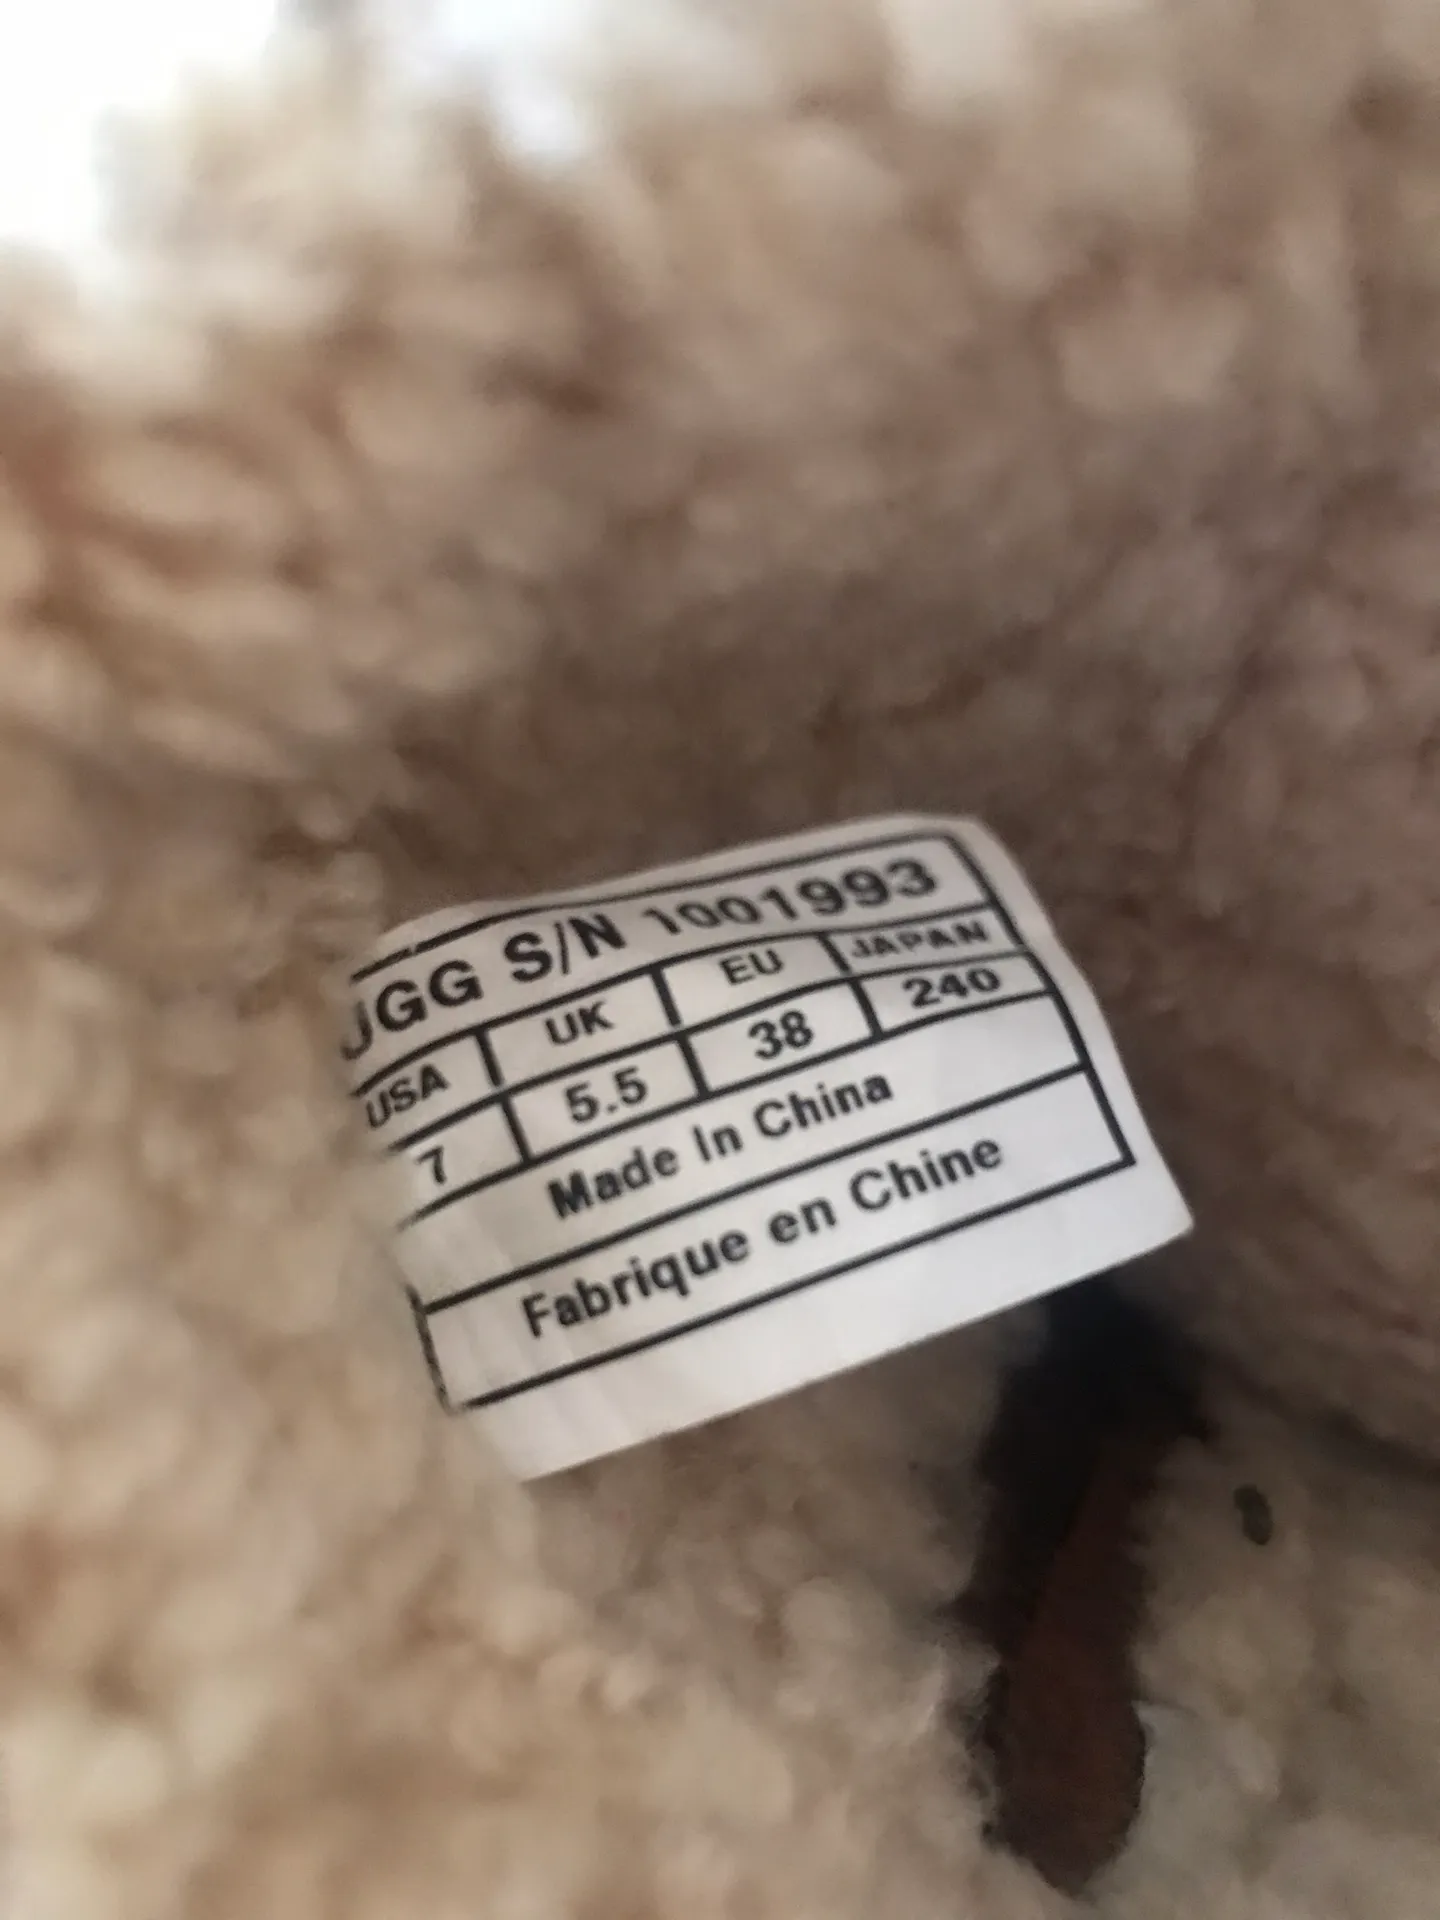 UGG S/N 1001993
USA UK EU JAPAN
7 5.5 38 240
Made In China
Fabrique en Chine